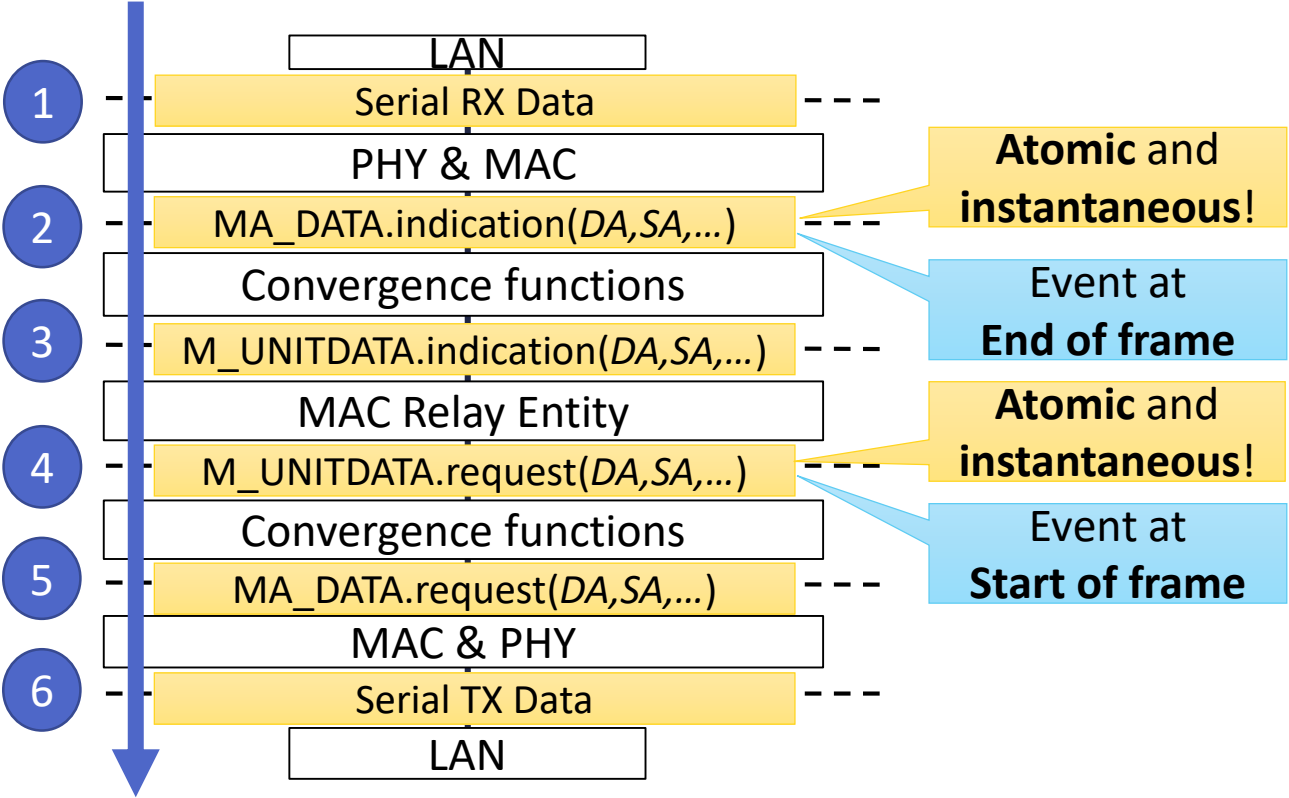 LAN
1
Serial RX Data
PHY & MAC
Atomic and
instantaneous!
2
MA_DATA.indication(DA,SA,...)
Convergence functions
Event at
End of frame
3
M_UNITDATA.indication(DA,SA,...)
MAC Relay Entity
Atomic and
instantaneous!
4
M_UNITDATA.request(DA,SA,...)
Convergence functions
Event at
Start of frame
5
MA_DATA.request(DA,SA,...)
MAC & PHY
6
Serial TX Data
LAN